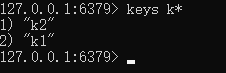 127.0.0.1:6379> keys k*
1) "k2"
2) "k1"
127.0.0.1:6379>